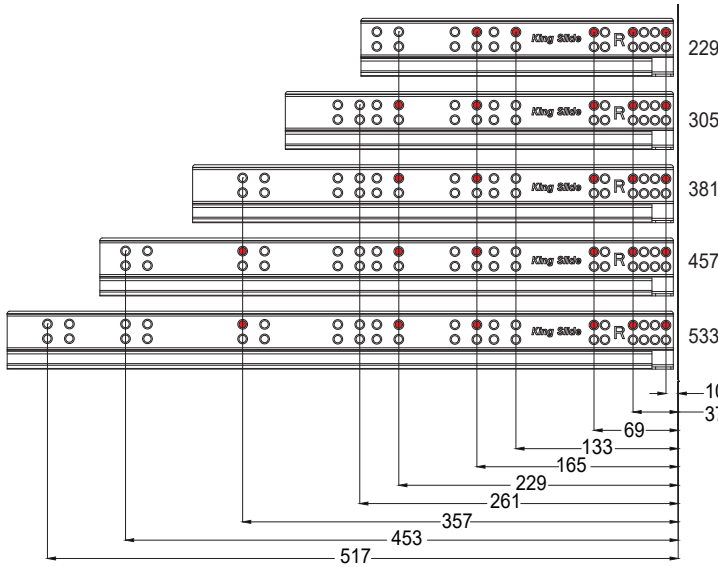 King Slide R 229
King Slide R 305
King Slide R 381
King Slide R 457
King Slide R 533
10
37
69
133
165
229
261
357
453
517